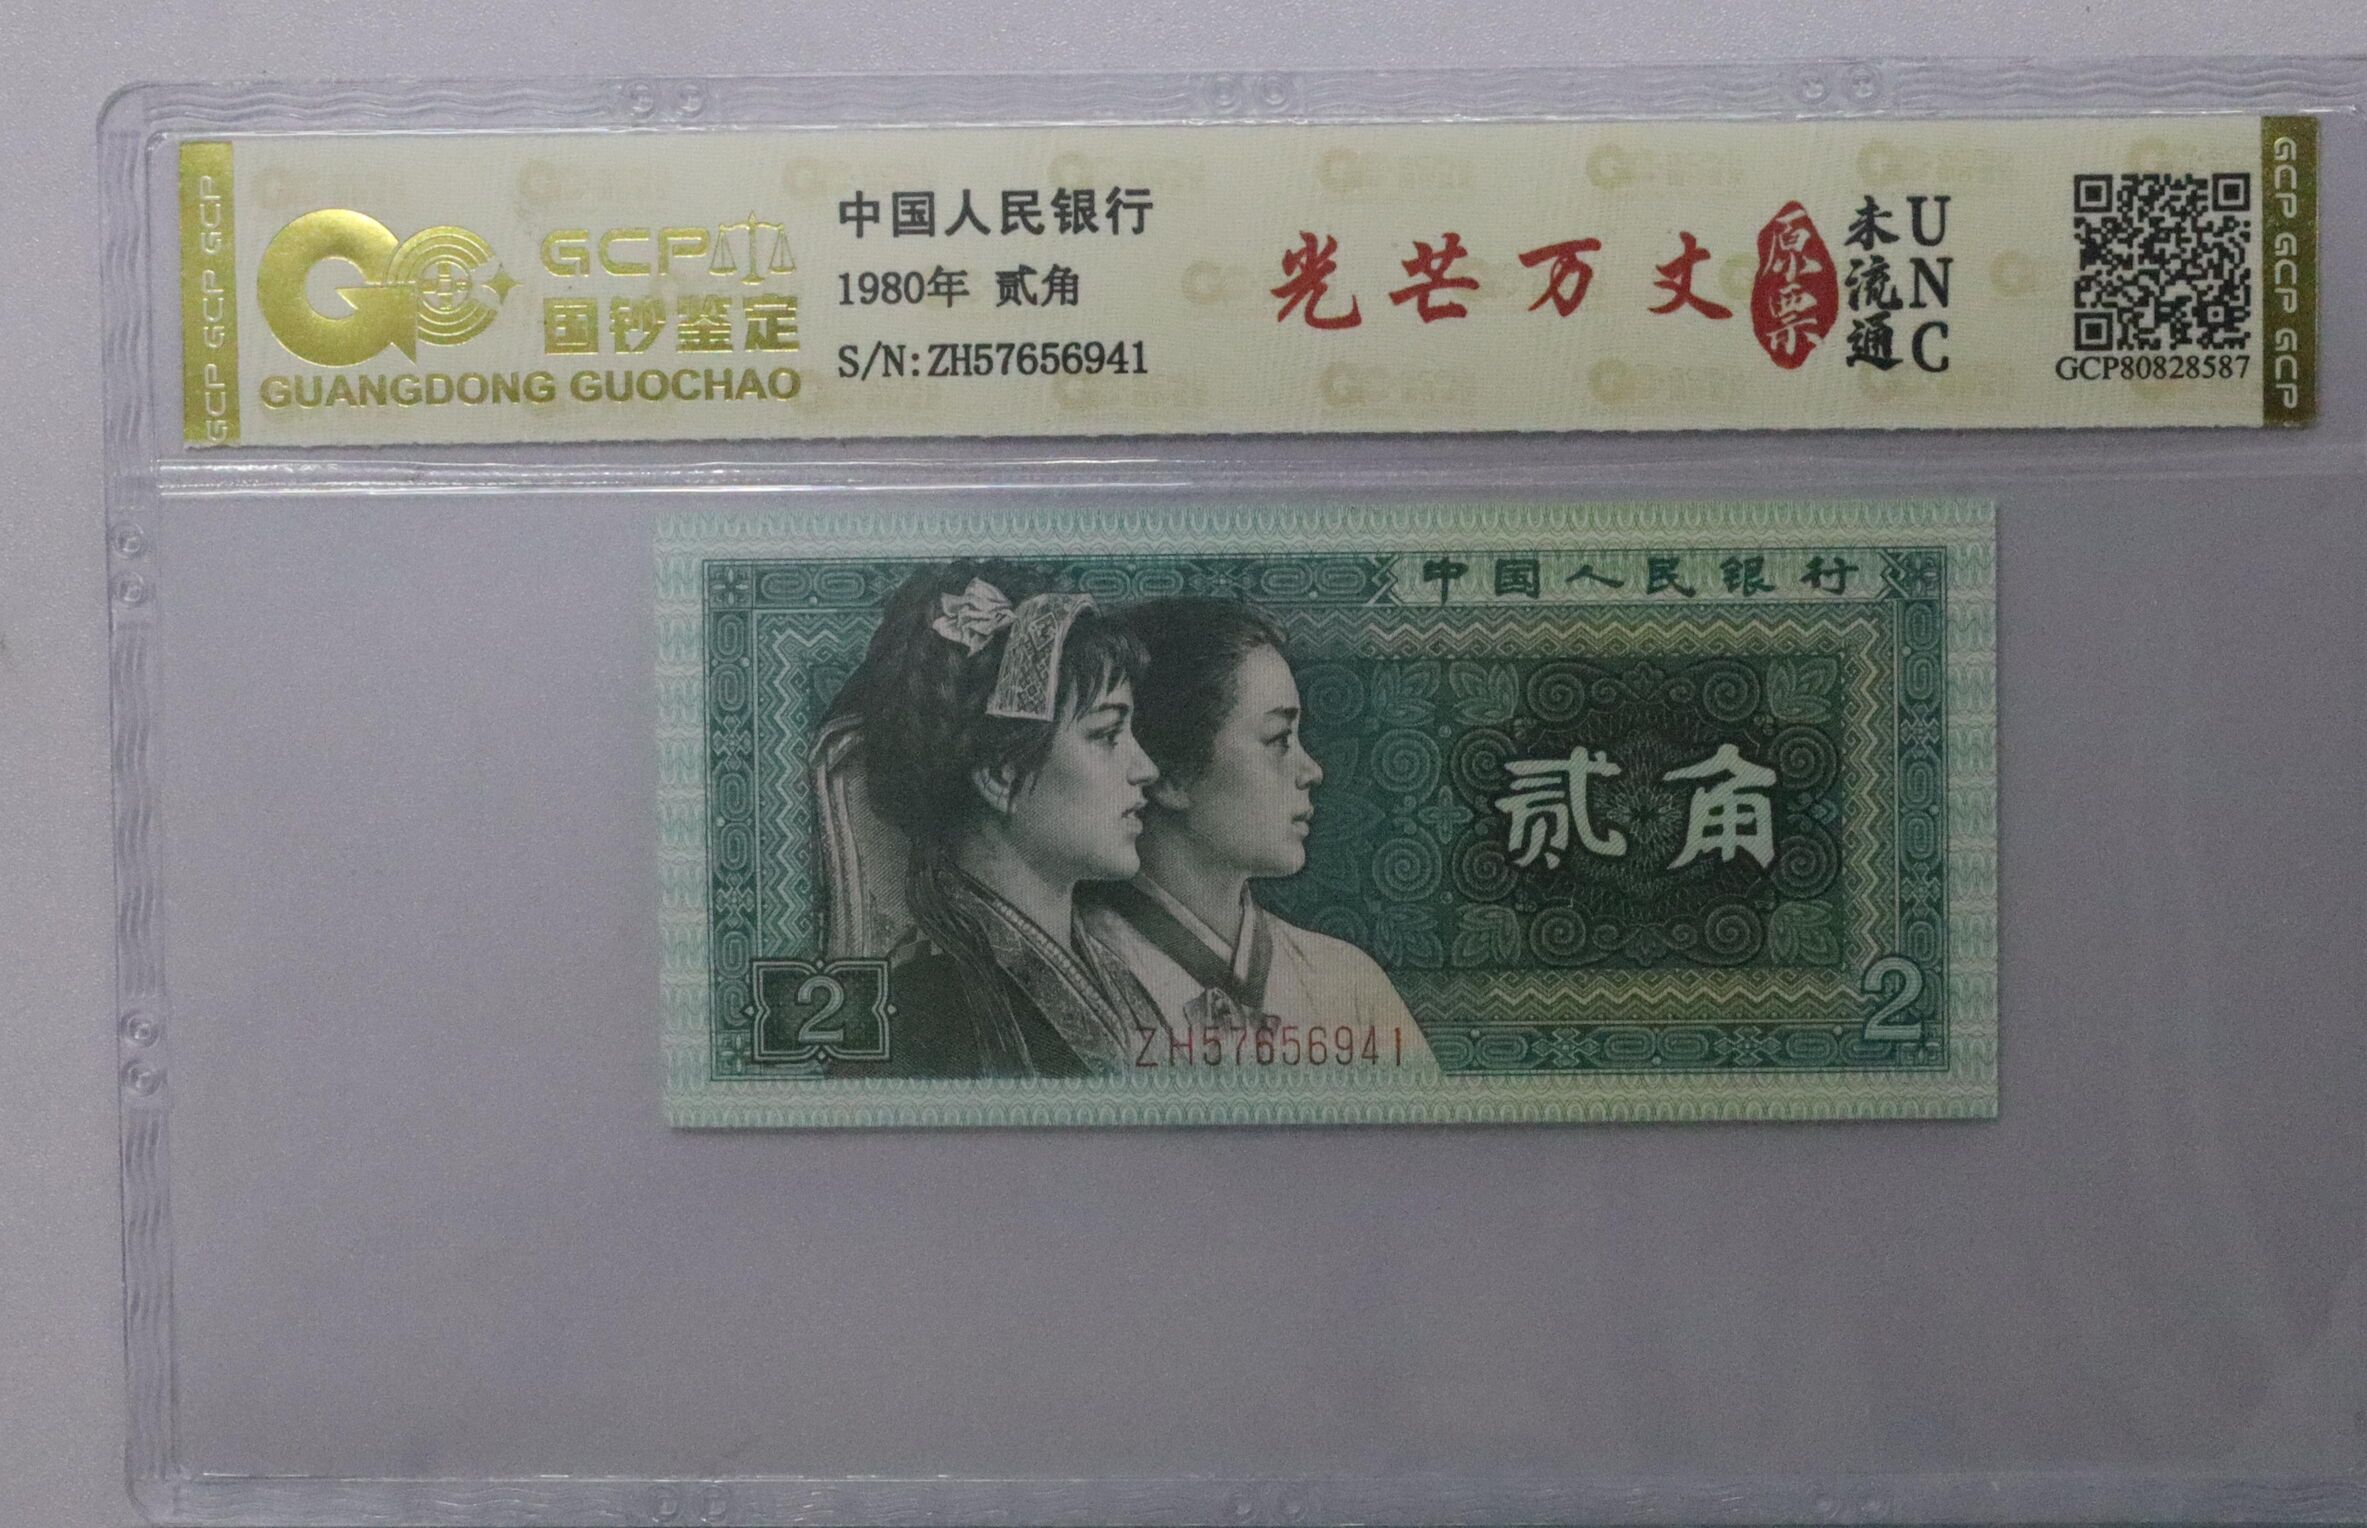 GCP GCP GCP
GCP
国钞鉴定
GUANGDONG GUOCHAO
中国人民银行
1980年 贰角
S/N:ZH57656941
光芒万丈
原票
未流通
UNC
GCP80828587
GCP GCP GCP
中国人民银行
贰角
2
ZH57656941
2